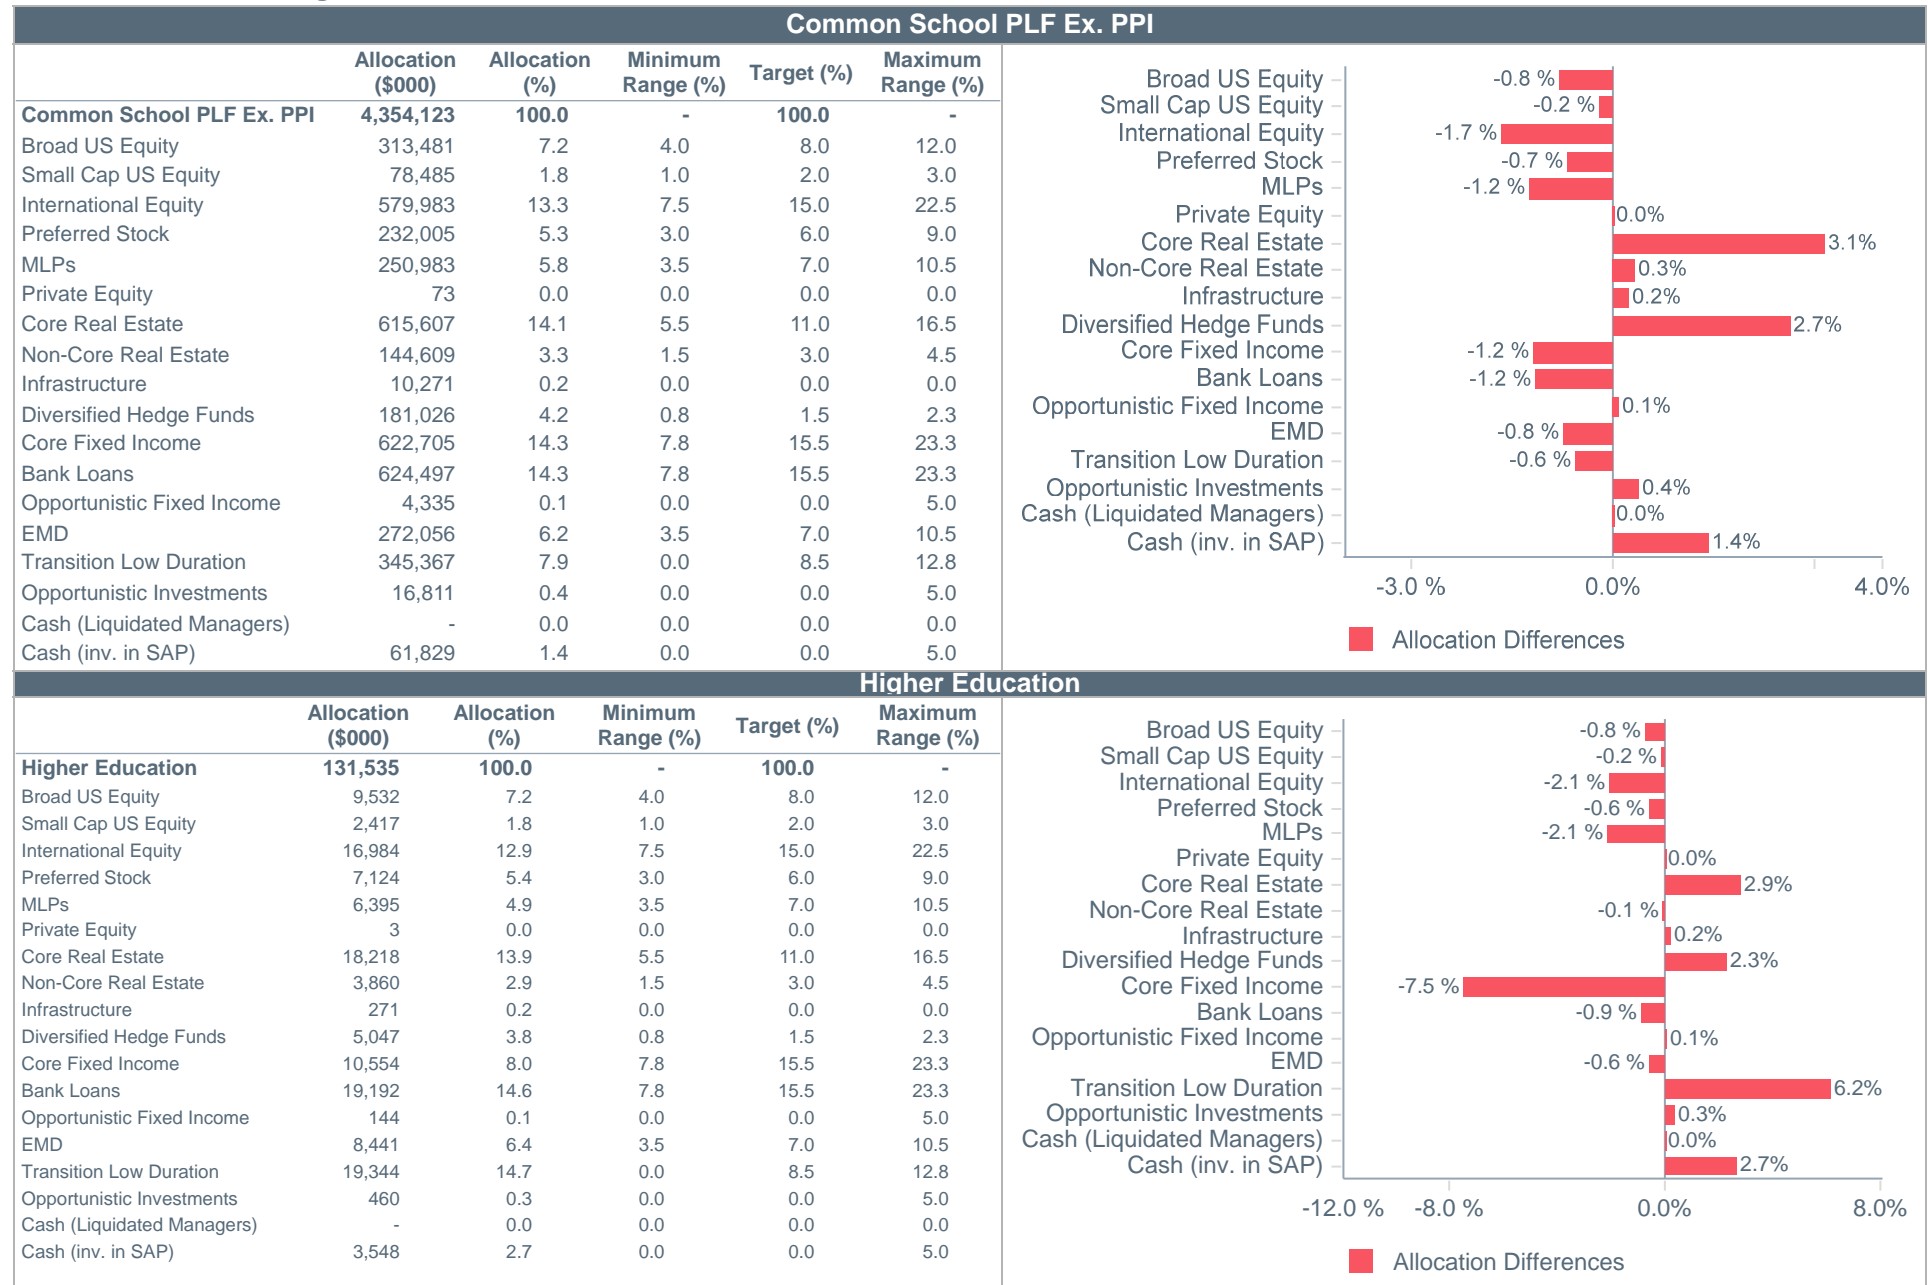 Common School PLF Ex. PPI
Allocation ($000) Allocation (%) Minimum Range (%) Target (%) Maximum Range (%)
Common School PLF Ex. PPI 4,354,123 100.0 - 100.0 -
Broad US Equity 313,481 7.2 4.0 8.0 12.0
Small Cap US Equity 78,485 1.8 1.0 2.0 3.0
International Equity 579,983 13.3 7.5 15.0 22.5
Preferred Stock 232,005 5.3 3.0 6.0 9.0
MLPs 250,983 5.8 3.5 7.0 10.5
Private Equity 73 0.0 0.0 0.0 0.0
Core Real Estate 615,607 14.1 5.5 11.0 16.5
Non-Core Real Estate 144,609 3.3 1.5 3.0 4.5
Infrastructure 10,271 0.2 0.0 0.0 0.0
Diversified Hedge Funds 181,026 4.2 0.8 1.5 2.3
Core Fixed Income 622,705 14.3 7.8 15.5 23.3
Bank Loans 624,497 14.3 7.8 15.5 23.3
Opportunistic Fixed Income 4,335 0.1 0.0 0.0 5.0
EMD 272,056 6.2 3.5 7.0 10.5
Transition Low Duration 345,367 7.9 0.0 8.5 12.8
Opportunistic Investments 16,811 0.4 0.0 0.0 5.0
Cash (Liquidated Managers) - 0.0 0.0 0.0 0.0
Cash (inv. in SAP) 61,829 1.4 0.0 0.0 5.0
Broad US Equity -0.8 %
Small Cap US Equity -0.2 %
International Equity -1.7 %
Preferred Stock -0.7 %
MLPs -1.2 %
Private Equity 0.0%
Core Real Estate 3.1%
Non-Core Real Estate 0.3%
Infrastructure 0.2%
Diversified Hedge Funds 2.7%
Core Fixed Income -1.2 %
Bank Loans -1.2 %
Opportunistic Fixed Income 0.1%
EMD -0.8 %
Transition Low Duration -0.6 %
Opportunistic Investments 0.4%
Cash (Liquidated Managers) 0.0%
Cash (inv. in SAP) 1.4%
-3.0 % 0.0% 4.0%
Allocation Differences
Higher Education
Allocation ($000) Allocation (%) Minimum Range (%) Target (%) Maximum Range (%)
Higher Education 131,535 100.0 - 100.0 -
Broad US Equity 9,532 7.2 4.0 8.0 12.0
Small Cap US Equity 2,417 1.8 1.0 2.0 3.0
International Equity 16,984 12.9 7.5 15.0 22.5
Preferred Stock 7,124 5.4 3.0 6.0 9.0
MLPs 6,395 4.9 3.5 7.0 10.5
Private Equity 3 0.0 0.0 0.0 0.0
Core Real Estate 18,218 13.9 5.5 11.0 16.5
Non-Core Real Estate 3,860 2.9 1.5 3.0 4.5
Infrastructure 271 0.2 0.0 0.0 0.0
Diversified Hedge Funds 5,047 3.8 0.8 1.5 2.3
Core Fixed Income 10,554 8.0 7.8 15.5 23.3
Bank Loans 19,192 14.6 7.8 15.5 23.3
Opportunistic Fixed Income 144 0.1 0.0 0.0 5.0
EMD 8,441 6.4 3.5 7.0 10.5
Transition Low Duration 19,344 14.7 0.0 8.5 12.8
Opportunistic Investments 460 0.3 0.0 0.0 5.0
Cash (Liquidated Managers) - 0.0 0.0 0.0 0.0
Cash (inv. in SAP) 3,548 2.7 0.0 0.0 5.0
Broad US Equity -0.8 %
Small Cap US Equity -0.2 %
International Equity -2.1 %
Preferred Stock -0.6 %
MLPs -2.1 %
Private Equity 0.0%
Core Real Estate 2.9%
Non-Core Real Estate -0.1 %
Infrastructure 0.2%
Diversified Hedge Funds 2.3%
Core Fixed Income -7.5 %
Bank Loans -0.9 %
Opportunistic Fixed Income 0.1%
EMD -0.6 %
Transition Low Duration 6.2%
Opportunistic Investments 0.3%
Cash (Liquidated Managers) 0.0%
Cash (inv. in SAP) 2.7%
-12.0 % -8.0 % 0.0% 8.0%
Allocation Differences